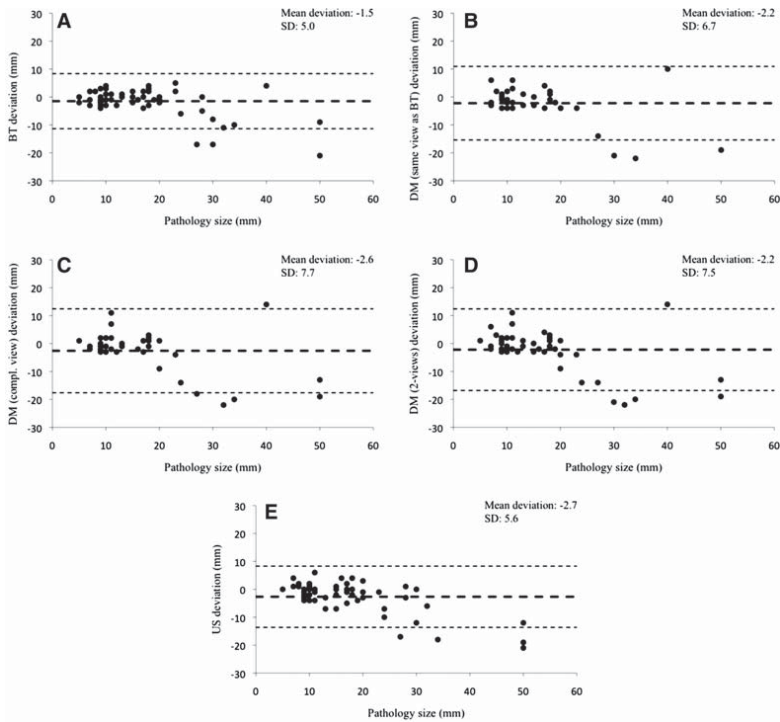 A
Mean deviation: -1.5
SD: 5.0
BT deviation (mm)
30
20
10
0
-10
-20
-30
0 10 20 30 40 50 60
Pathology size (mm)
B
Mean deviation: -2.2
SD: 6.7
DM (same view as BT) deviation (mm)
30
20
10
0
-10
-20
-30
0 10 20 30 40 50 60
Pathology size (mm)
C
Mean deviation: -2.6
SD: 7.7
DM (compl. view) deviation (mm)
30
20
10
0
-10
-20
-30
0 10 20 30 40 50 60
Pathology size (mm)
D
Mean deviation: -2.2
SD: 7.5
DM (2-views) deviation (mm)
30
20
10
0
-10
-20
-30
0 10 20 30 40 50 60
Pathology size (mm)
E
Mean deviation: -2.7
SD: 5.6
US deviation (mm)
30
20
10
0
-10
-20
-30
0 10 20 30 40 50 60
Pathology size (mm)